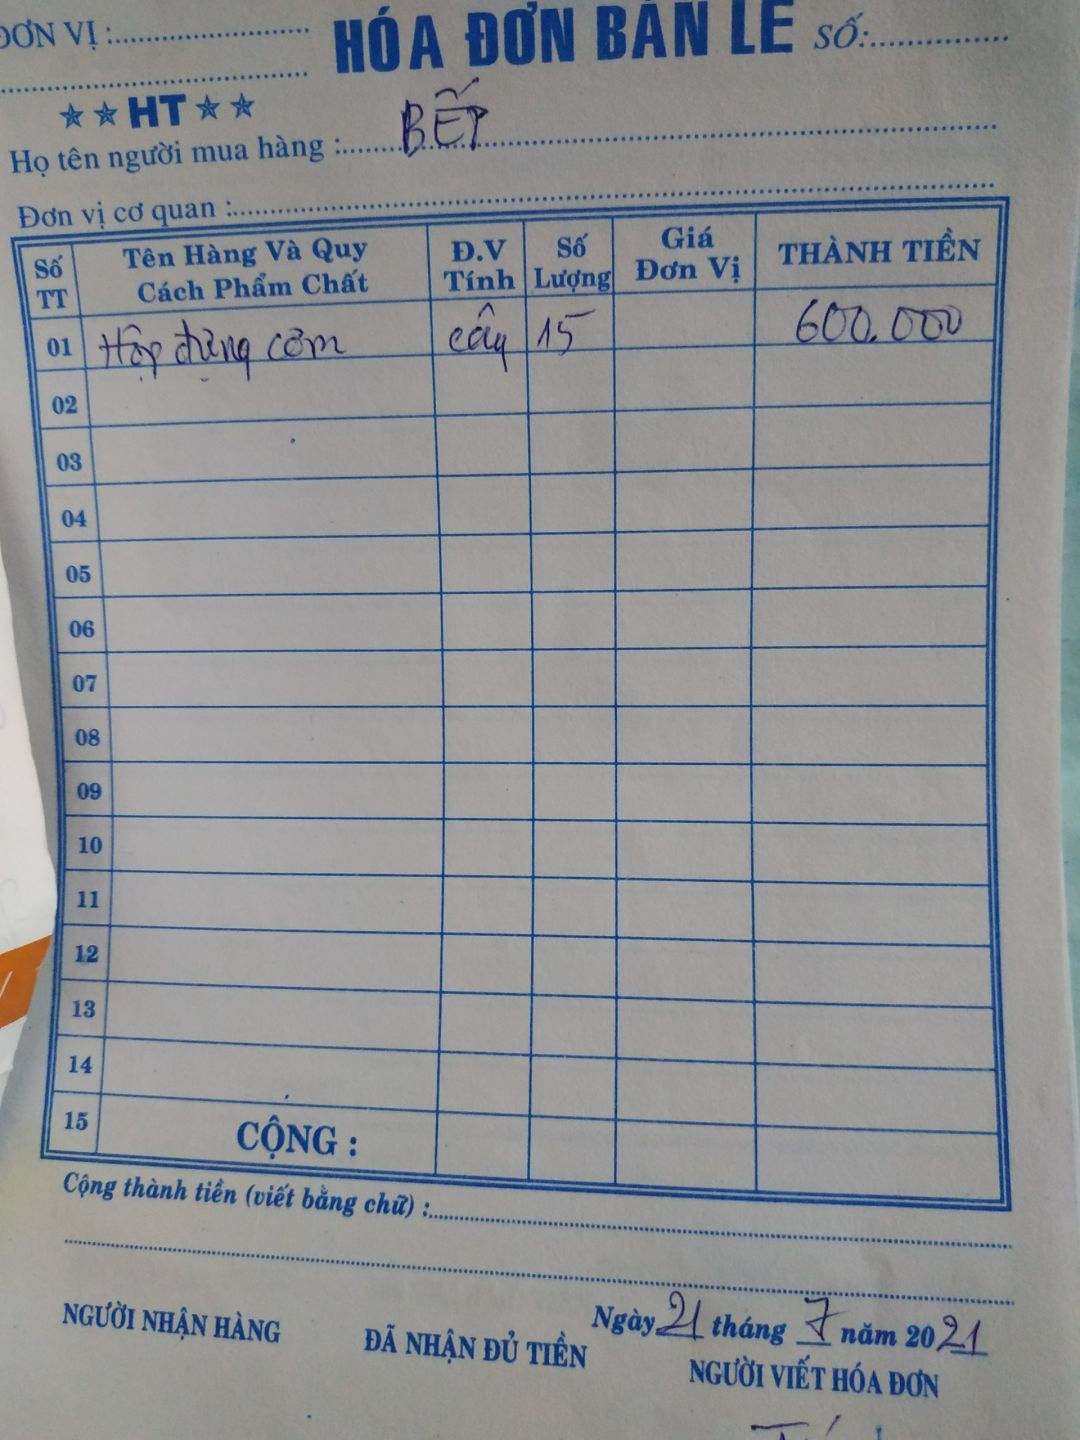 ĐƠN VỊ :
HÓA ĐƠN BÁN LẺ
SỐ:
HT
Họ tên người mua hàng : BẾP
Đơn vị cơ quan :
Số TT Tên Hàng Và Quy Cách Phẩm Chất Đ.V Tính Số Lượng Giá Đơn Vị THÀNH TIỀN
01 Hộp đựng cơm cây 15 600.000
02
03
04
05
06
07
08
09
10
11
12
13
14
15 CỘNG :
Cộng thành tiền (viết bằng chữ) :
Ngày 21 tháng 7 năm 2021
NGƯỜI NHẬN HÀNG ĐÃ NHẬN ĐỦ TIỀN NGƯỜI VIẾT HÓA ĐƠN